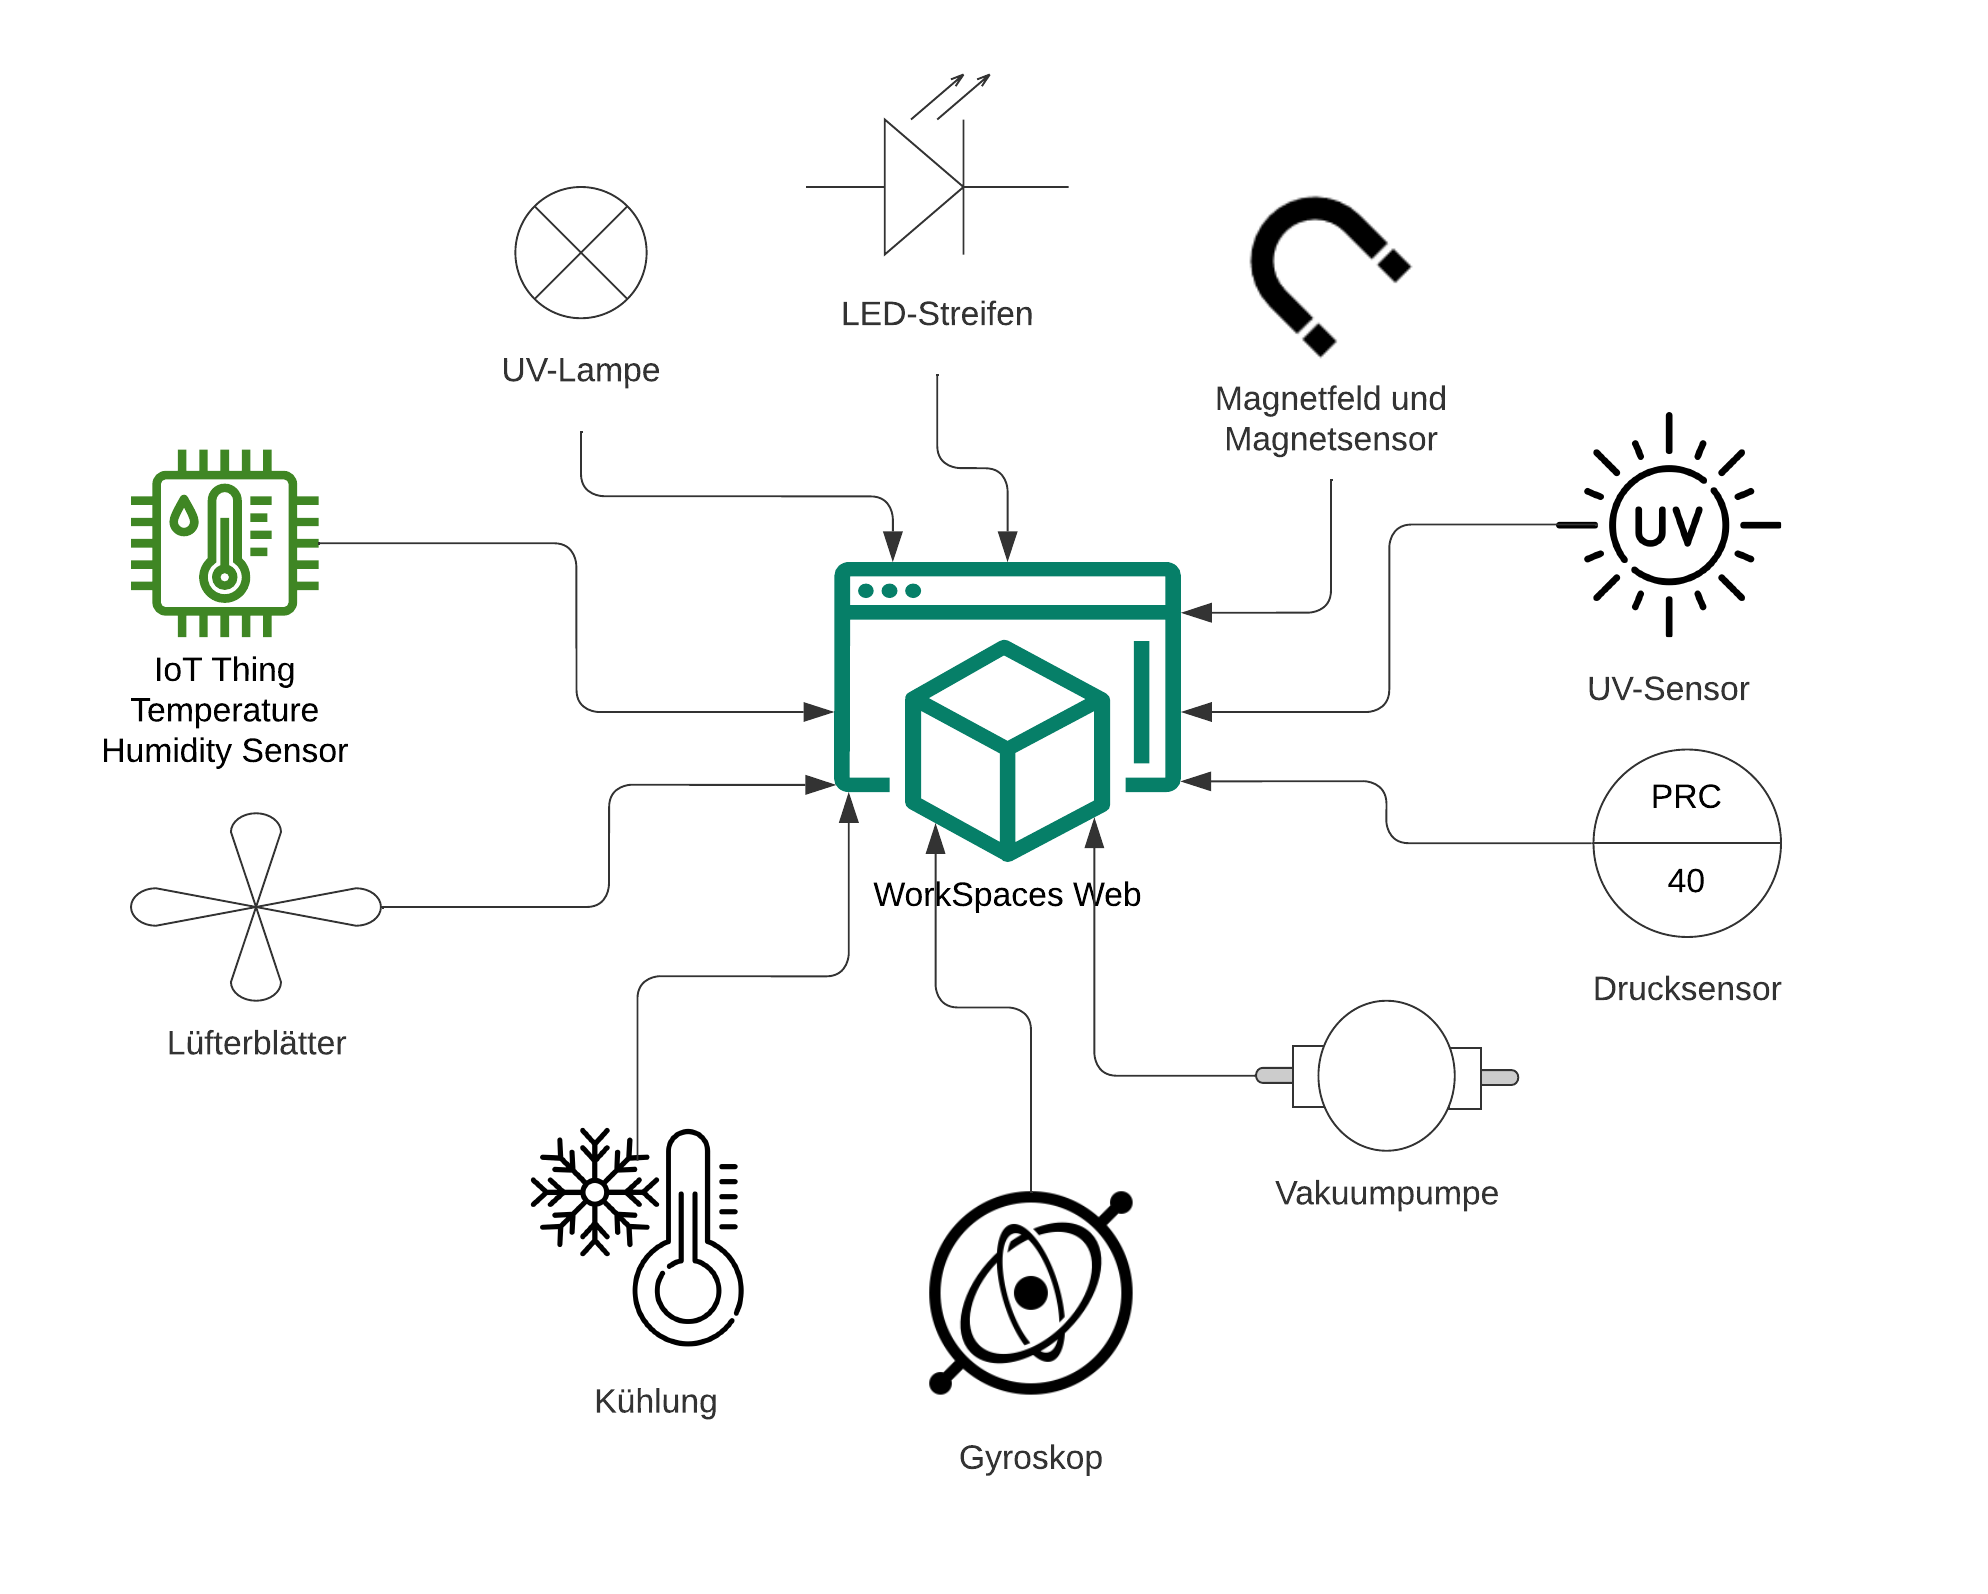 LED-Streifen
UV-Lampe
Magnetfeld und
Magnetsensor
UV
UV-Sensor
IoT Thing
Temperature
Humidity Sensor
PRC
40
WorkSpaces Web
Drucksensor
Lüfterblätter
Vakuumpumpe
Kühlung
Gyroskop